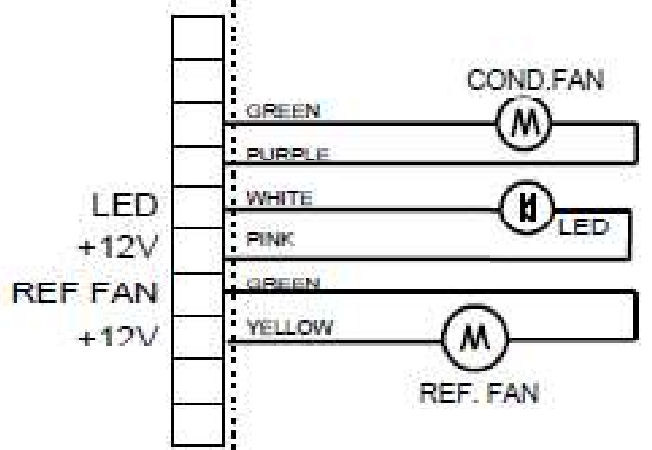 COND.FAN
GREEN
M
PURPLE
LED WHITE
LED
+12V PINK
REF FAN GREEN
+12V YELLOW
M
REF. FAN